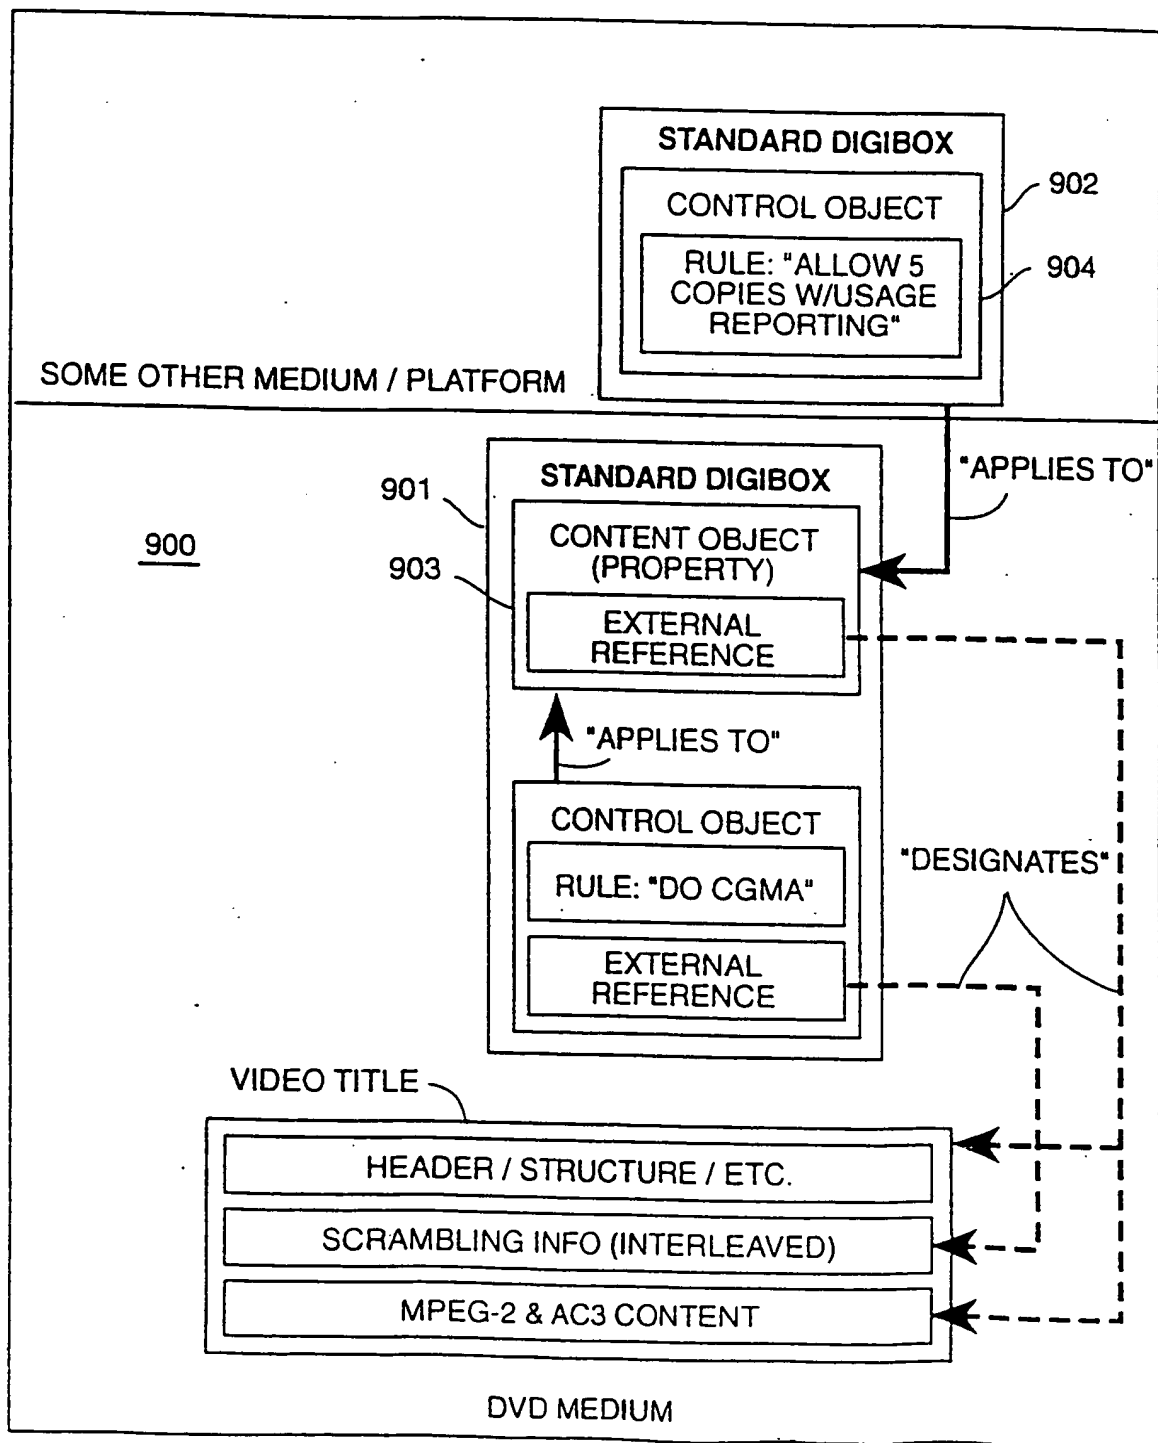 STANDARD DIGIBOX
902
CONTROL OBJECT
RULE: "ALLOW 5
COPIES W/USAGE
REPORTING"
904
SOME OTHER MEDIUM / PLATFORM
"APPLIES TO"
STANDARD DIGIBOX
901
900
CONTENT OBJECT
(PROPERTY)
903
EXTERNAL
REFERENCE
"APPLIES TO"
CONTROL OBJECT
RULE: "DO CGMA"
"DESIGNATES"
EXTERNAL
REFERENCE
VIDEO TITLE
HEADER / STRUCTURE / ETC.
SCRAMBLING INFO (INTERLEAVED)
MPEG-2 & AC3 CONTENT
DVD MEDIUM